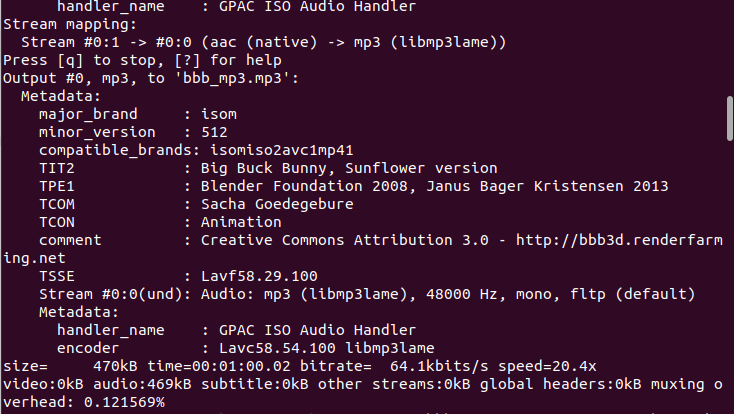 handler_name    : GPAC ISO Audio Handler
Stream mapping:
  Stream #0:1 -> #0:0 (aac (native) -> mp3 (libmp3lame))
Press [q] to stop, [?] for help
Output #0, mp3, to 'bbb_mp3.mp3':
  Metadata:
    major_brand     : isom
    minor_version   : 512
    compatible_brands: isomiso2avc1mp41
    TIT2            : Big Buck Bunny, Sunflower version
    TPE1            : Blender Foundation 2008, Janus Bager Kristensen 2013
    TCOM            : Sacha Goedegebure
    TCON            : Animation
    comment         : Creative Commons Attribution 3.0 - http://bbb3d.renderfarm
ing.net
    TSSE            : Lavf58.29.100
    Stream #0:0(und): Audio: mp3 (libmp3lame), 48000 Hz, mono, fltp (default)
    Metadata:
      handler_name    : GPAC ISO Audio Handler
      encoder         : Lavc58.54.100 libmp3lame
size=     470kB time=00:01:00.02 bitrate=  64.1kbits/s speed=20.4x
video:0kB audio:469kB subtitle:0kB other streams:0kB global headers:0kB muxing o
verhead: 0.121569%